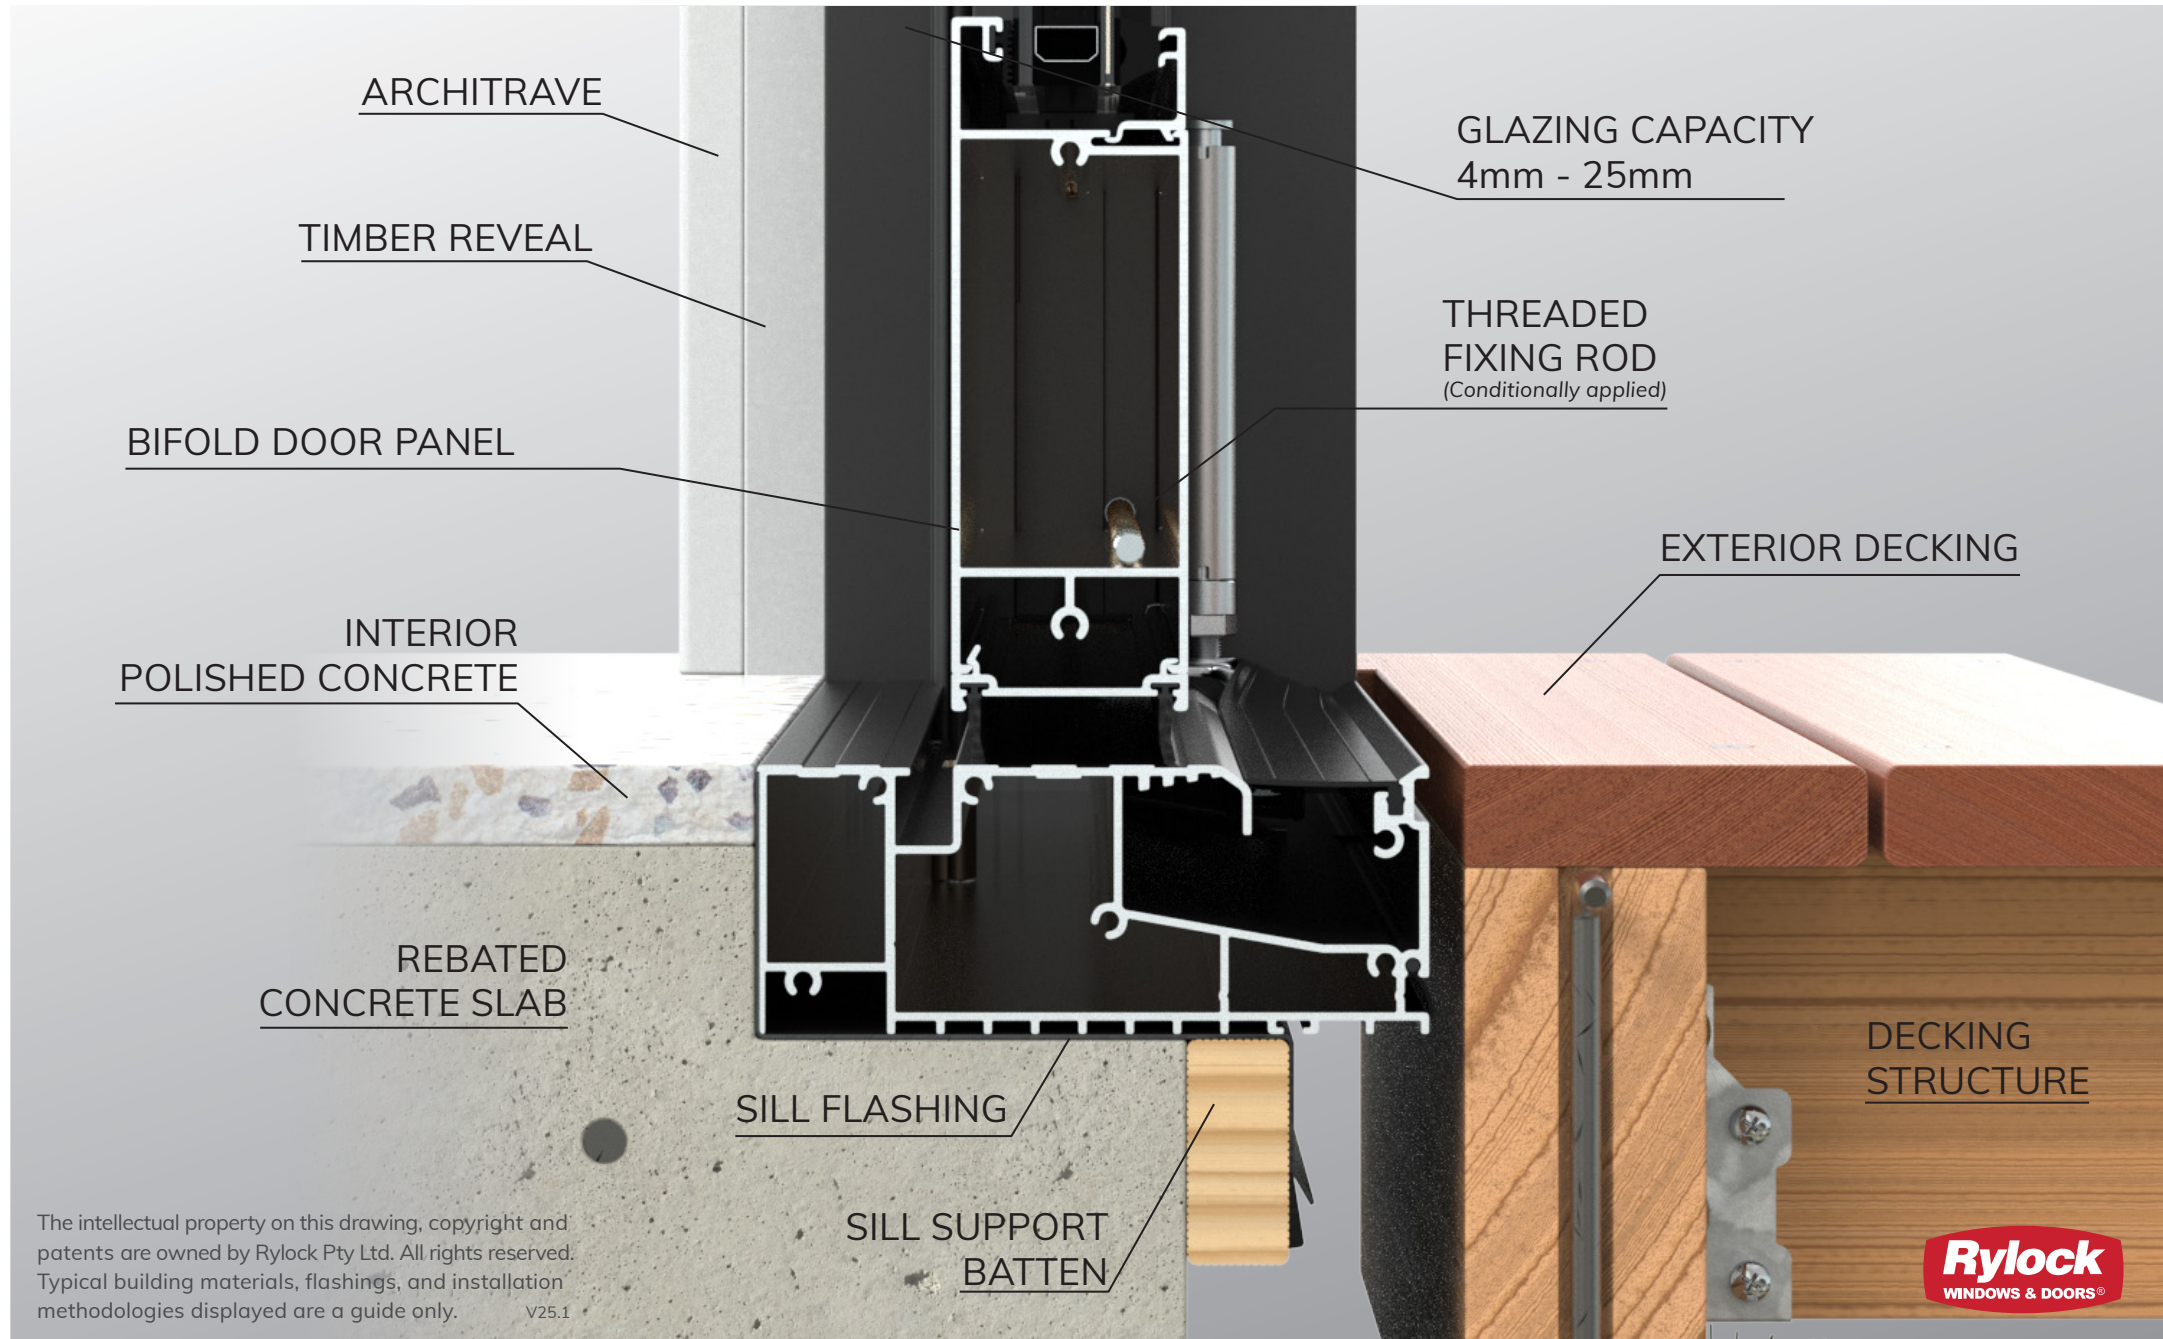 ARCHITRAVE
GLAZING CAPACITY
4mm - 25mm
TIMBER REVEAL
THREADED
FIXING ROD
(Conditionally applied)
BIFOLD DOOR PANEL
EXTERIOR DECKING
INTERIOR
POLISHED CONCRETE
REBATED
CONCRETE SLAB
DECKING
STRUCTURE
SILL FLASHING
SILL SUPPORT
BATTEN
The intellectual property on this drawing, copyright and
patents are owned by Rylock Pty Ltd. All rights reserved.
Typical building materials, flashings, and installation
methodologies displayed are a guide only. V25.1
Rylock
WINDOWS & DOORS®